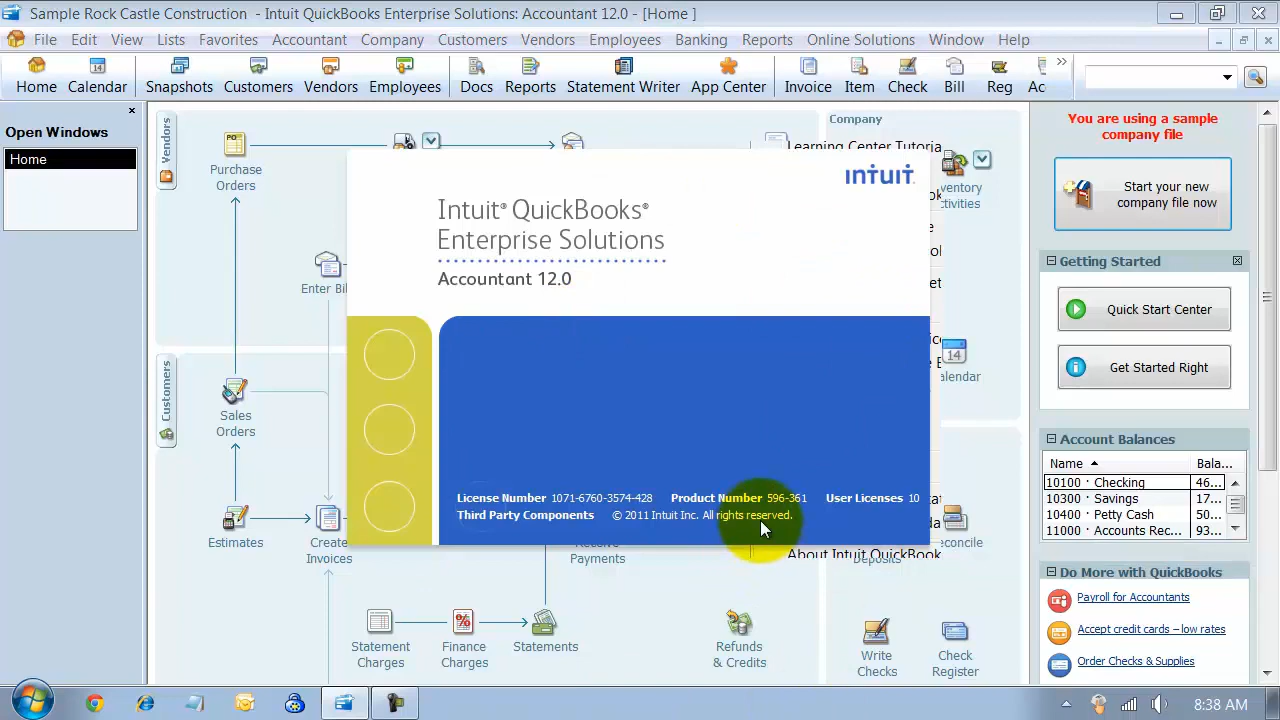 Sample Rock Castle Construction - Intuit QuickBooks Enterprise Solutions: Accountant 12.0 - [Home ]
File Edit View Lists Favorites Accountant Company Customers Vendors Employees Banking Reports Online Solutions Window Help
Home Calendar Snapshots Customers Vendors Employees Docs Reports Statement Writer App Center Invoice Item Check Bill Reg Ac
Open Windows
Home
Vendors
Purchase
Orders
Enter Bil
Customers
Sales
Orders
Estimates
Create
Invoices
Receive
Payments
Statement
Charges
Finance
Charges
Statements
Refunds
& Credits
Learning Center Tutoria
intuit
Intuit® QuickBooks®
Enterprise Solutions
Accountant 12.0
License Number 1071-6760-3574-428 Product Number 596-361 User Licenses 10
Third Party Components © 2011 Intuit Inc. All rights reserved.
About Intuit QuickBook
Company
ventory
tivities
14
alendar
concile
Deposits
Write
Checks
Check
Register
You are using a sample
company file
Start your new
company file now
Getting Started
Quick Start Center
Get Started Right
Account Balances
Name Bala...
10100 · Checking 46...
10300 · Savings 17...
10400 · Petty Cash 50...
11000 · Accounts Rec... 93...
Do More with QuickBooks
Payroll for Accountants
Accept credit cards – low rates
Order Checks & Supplies
8:38 AM